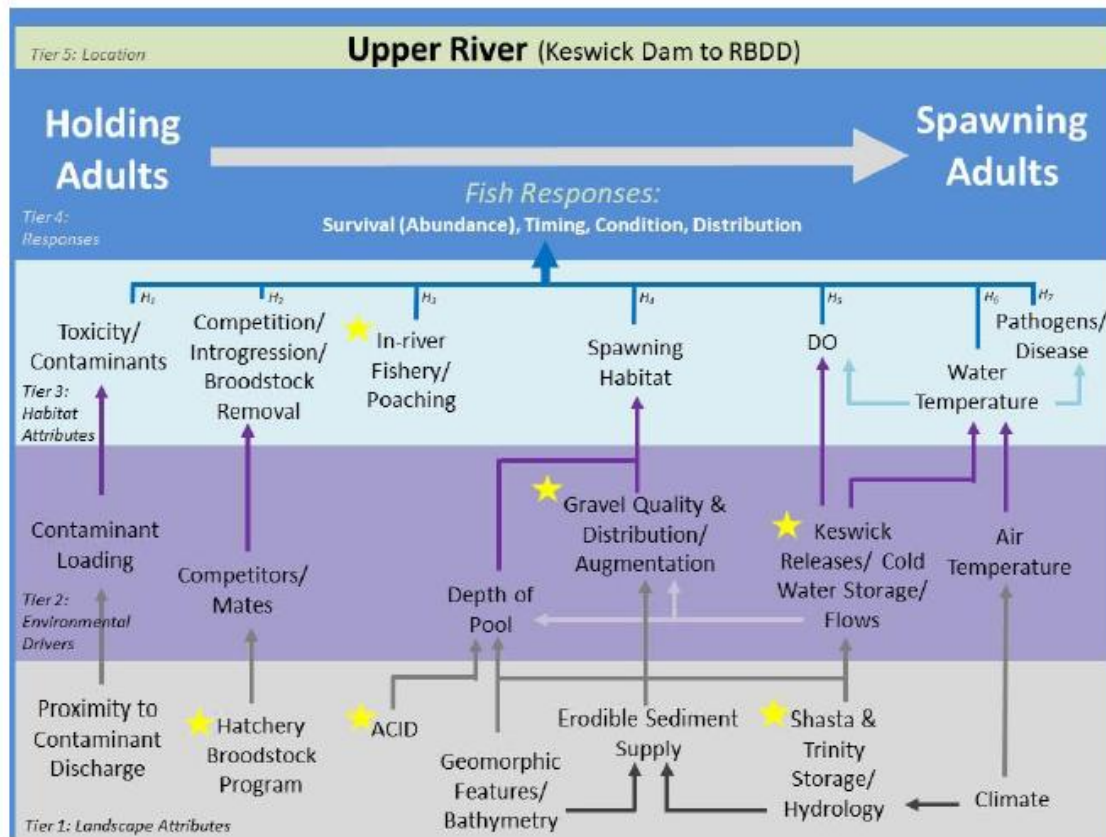 Tier 5: Location
Upper River (Keswick Dam to RBDD)
Holding
Adults
Spawning
Adults
Fish Responses:
Tier 4:
Responses
Survival (Abundance), Timing, Condition, Distribution
H1
H2
H3
H4
H5
H6
H7
Toxicity/
Contaminants
Competition/
Introgression/
Broodstock
Removal
In-river
Fishery/
Poaching
Spawning
Habitat
DO
Water
Temperature
Pathogens/
Disease
Tier 3:
Habitat
Attributes
Contaminant
Loading
Competitors/
Mates
Depth of
Pool
Gravel Quality &
Distribution/
Augmentation
Keswick
Releases/ Cold
Water Storage/
Flows
Air
Temperature
Tier 2:
Environmental
Drivers
Proximity to
Contaminant
Discharge
Hatchery
Broodstock
Program
ACID
Geomorphic
Features/
Bathymetry
Erodible Sediment
Supply
Shasta &
Trinity
Storage/
Hydrology
Climate
Tier 1: Landscape Attributes